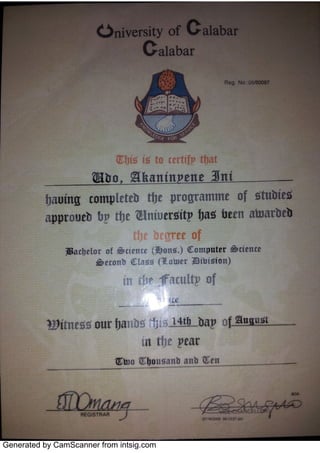 University of Calabar
Calabar
Reg. No.
This is to certify that
Udo, Akaninyene Ini
having completed the programme of studies
approved by the University has been awarded
the degree of
Bachelor of Science (Hons.) Computer Science
Second Class (Lower Division)
in the Faculty of
Witness our hands this 14th day of August
in the year
Two Thousand and Ten
REGISTRAR
Generated by CamScanner from intsig.com